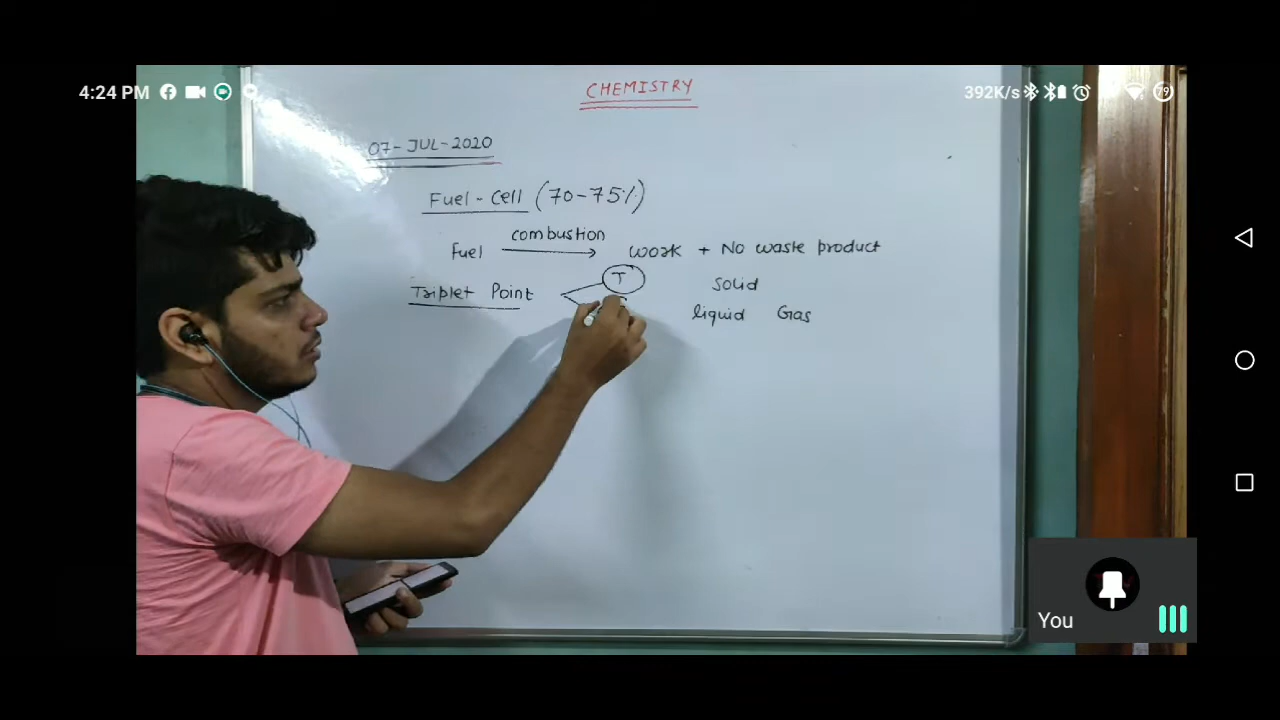 4:24 PM
392K/s
79
CHEMISTRY
07-JUL-2020
Fuel-Cell (70-75%)
combustion
Fuel → work + No waste product
Triplet Point T Solid
liquid Gas
You